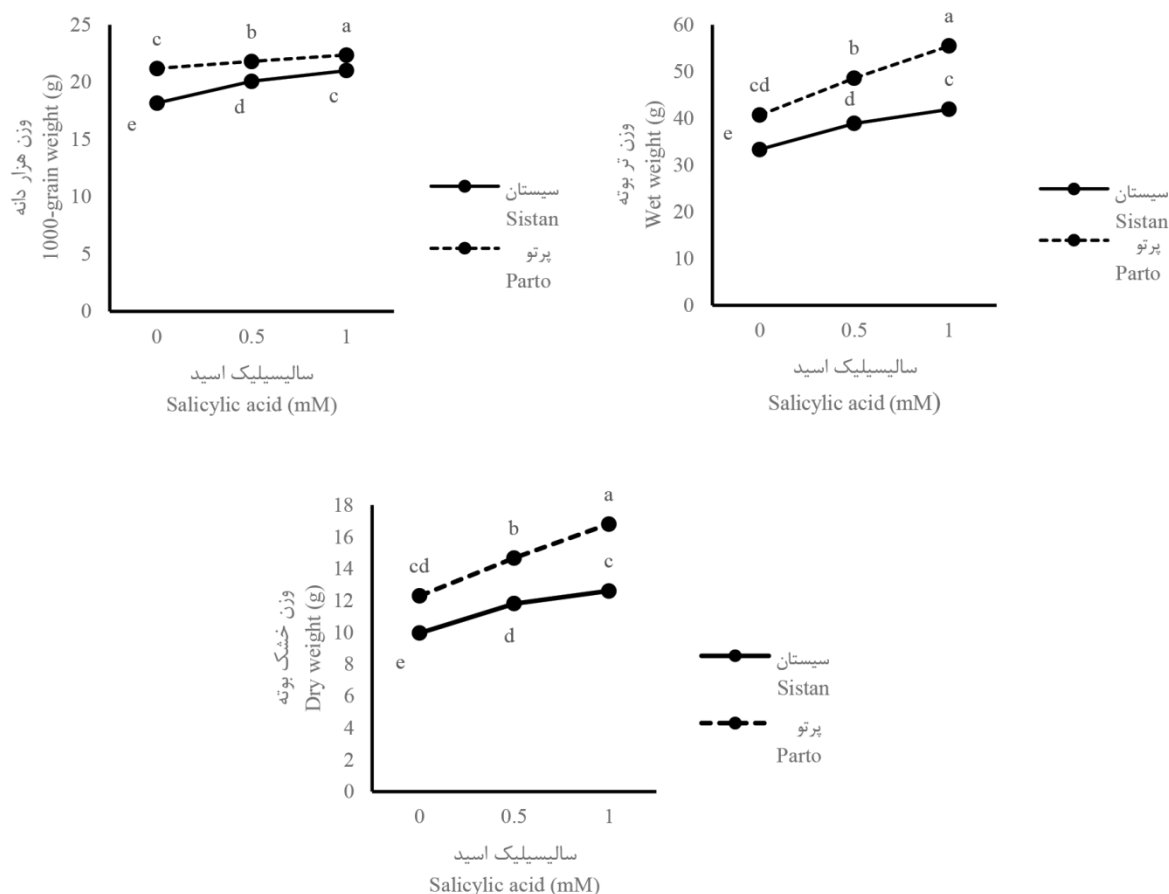 25
20
15
10
5
0
c
b
a
e
d
c
وزن هزار دانه
1000-grain weight (g)
0 0.5 1
سالیسیلیک اسید
Salicylic acid (mM)
سیستان
Sistan
پرتو
Parto
60
50
40
30
20
10
0
cd
b
a
e
d
c
وزن تر بوته
Wet weight (g)
0 0.5 1
سالیسیلیک اسید
Salicylic acid (mM)
سیستان
Sistan
پرتو
Parto
18
16
14
12
10
8
6
4
2
0
cd
b
a
e
d
c
وزن خشک بوته
Dry weight (g)
0 0.5 1
سالیسیلیک اسید
Salicylic acid (mM)
سیستان
Sistan
پرتو
Parto